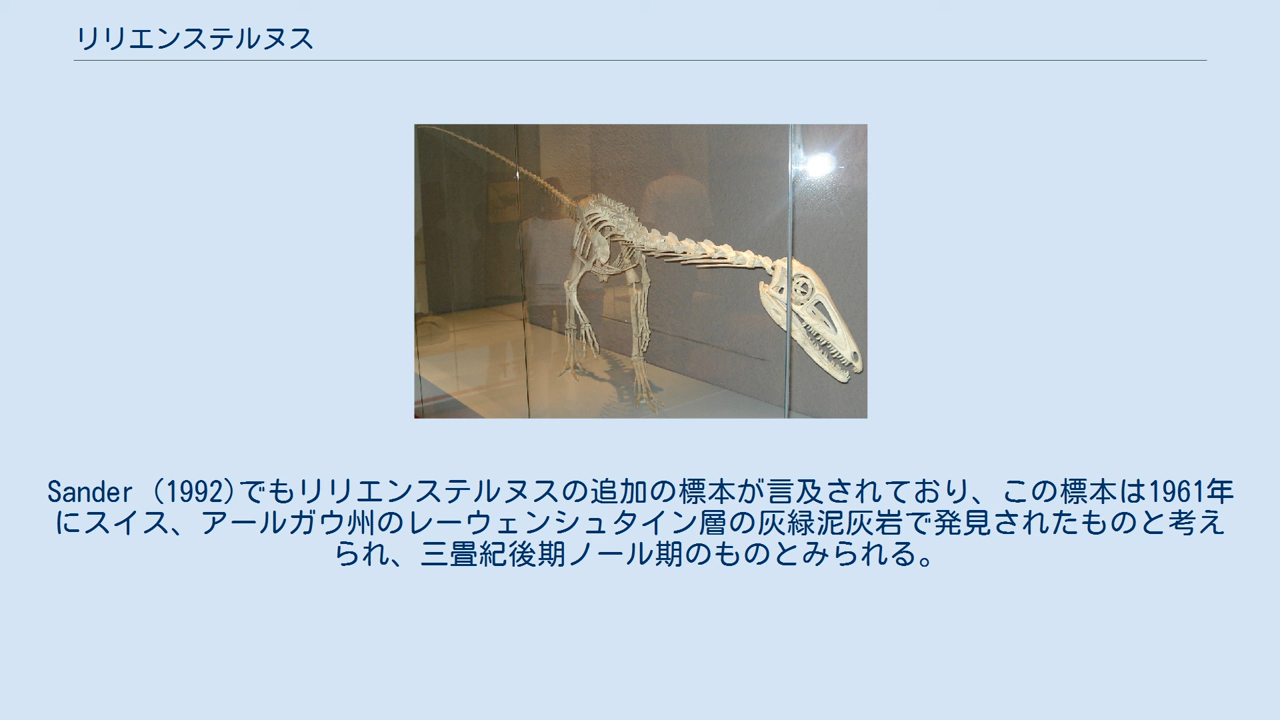 リリエンステルヌス
Sander (1992)でもリリエンステルヌスの追加の標本が言及されており、この標本は1961年
にスイス、アールガウ州のレーウェンシュタイン層の灰緑泥灰岩で発見されたものと考え
られ、三畳紀後期ノール期のものとみられる。